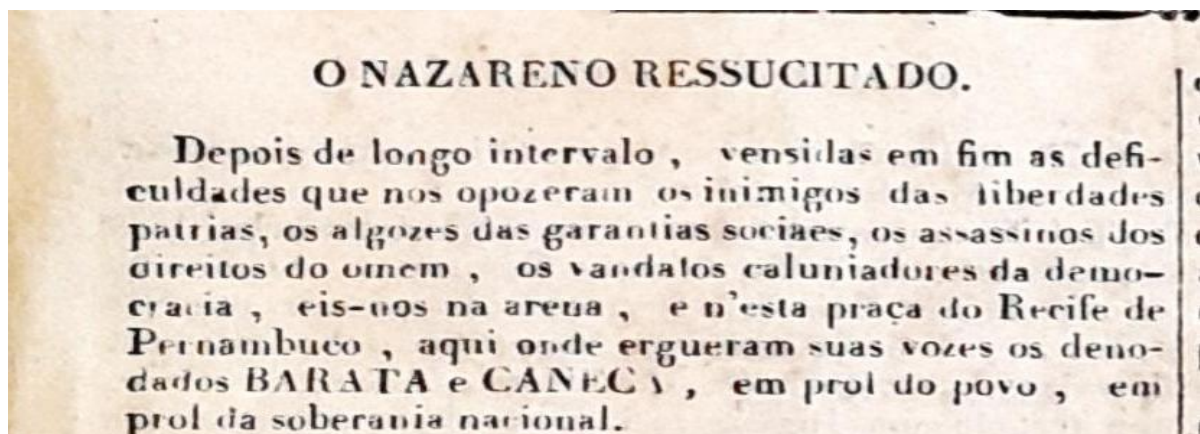 O NAZARENO RESSUCITADO.
Depois de longo intervalo , vensidas em fim as defi-
culdades que nos opozeram os inimigos das liberdades
patrias, os algozes das garantias sociaes, os assassinos dos
direitos do omem , os vandalos caluniadores da demo-
cracia , eis-nos na arena , e n'esta praça do Recife de
Pernambuco , aqui onde ergueram suas vozes os deno-
dados BARATA e CANECA , em prol do povo , em
prol da soberania nacional.